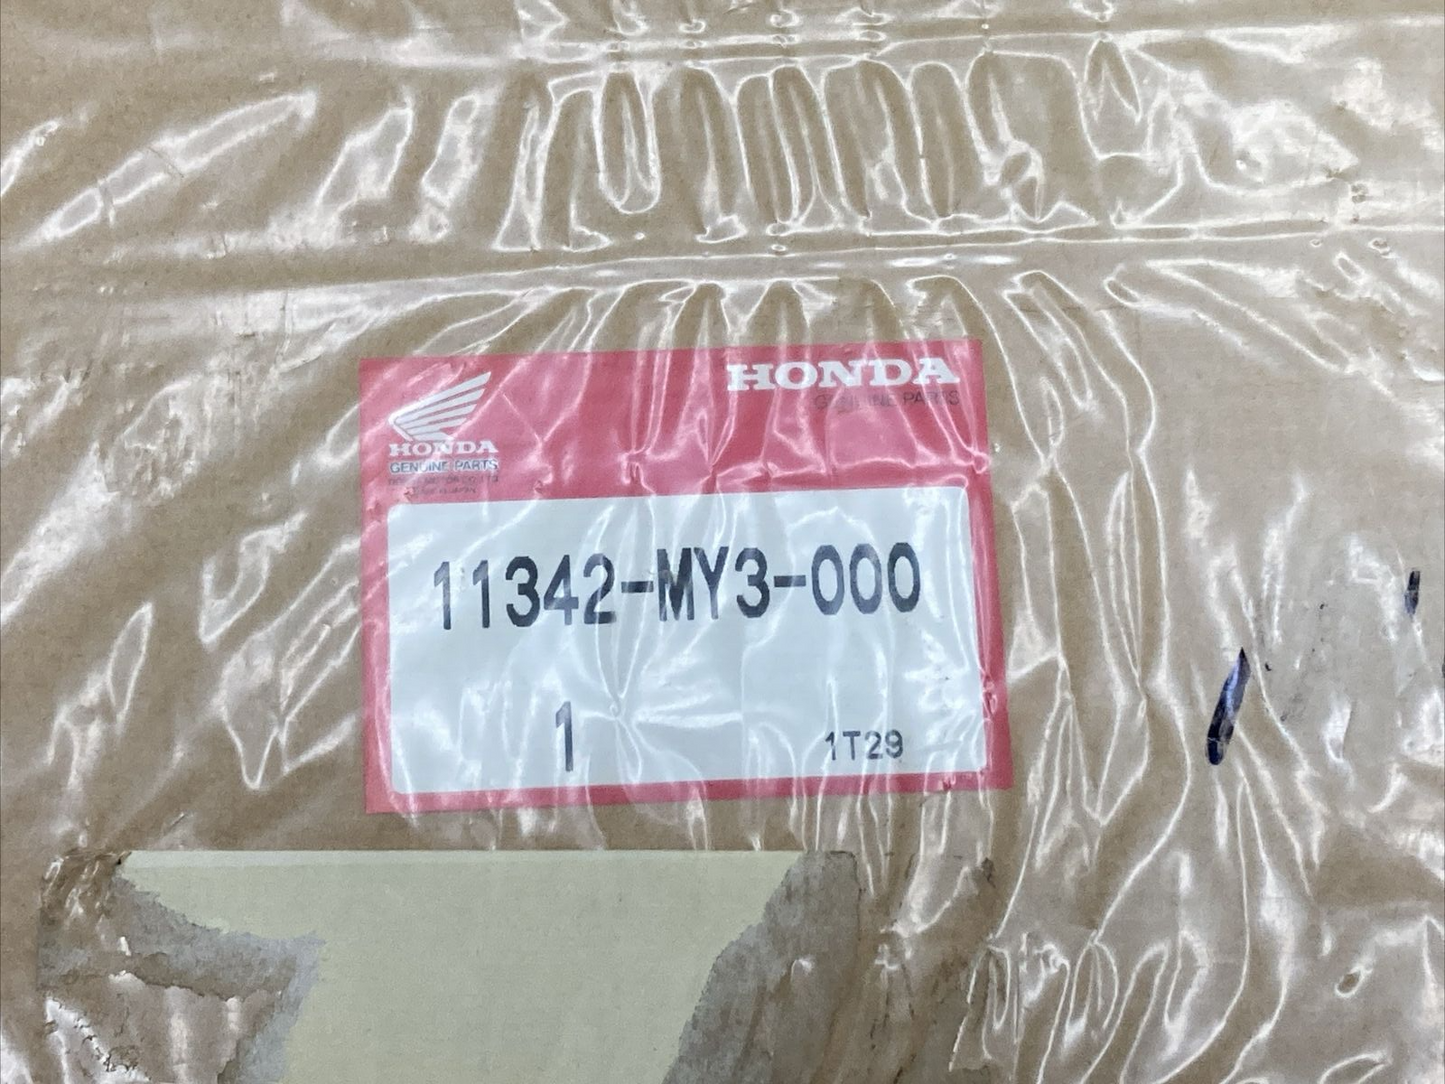 HONDA
GENUINE PARTS
HONDA
GENUINE PARTS
11342-MY3-000
1
1T29